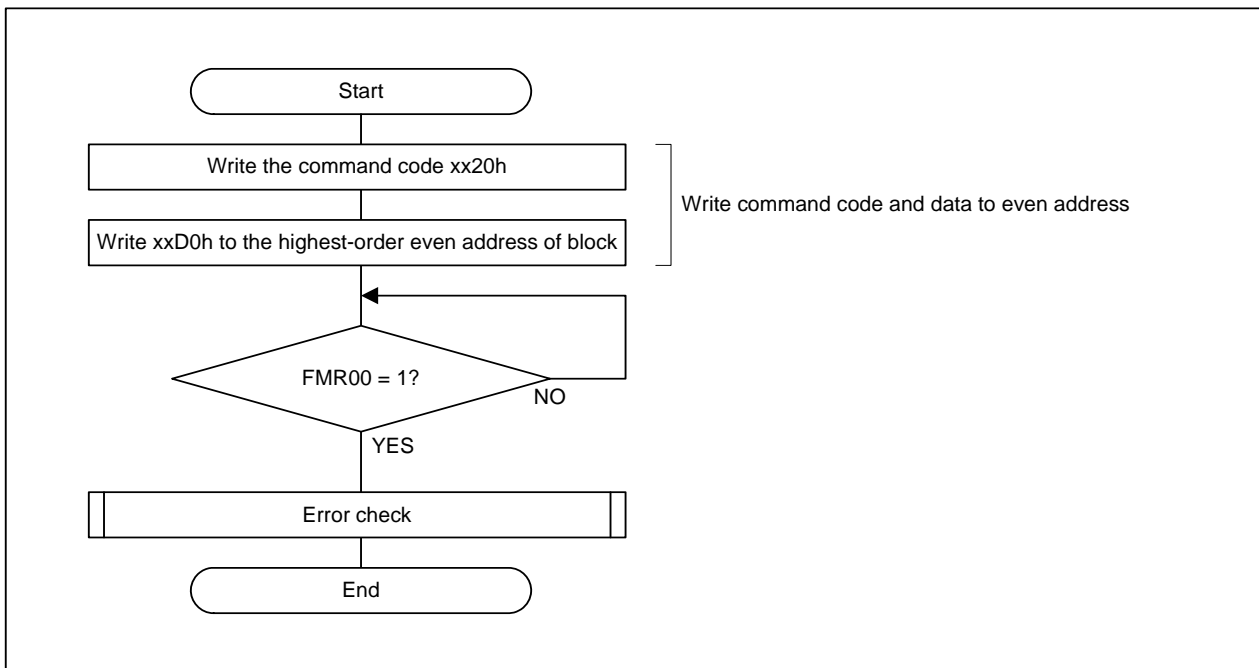 Start
Write the command code xx20h
Write command code and data to even address
Write xxD0h to the highest-order even address of block
FMR00 = 1?
NO
YES
Error check
End